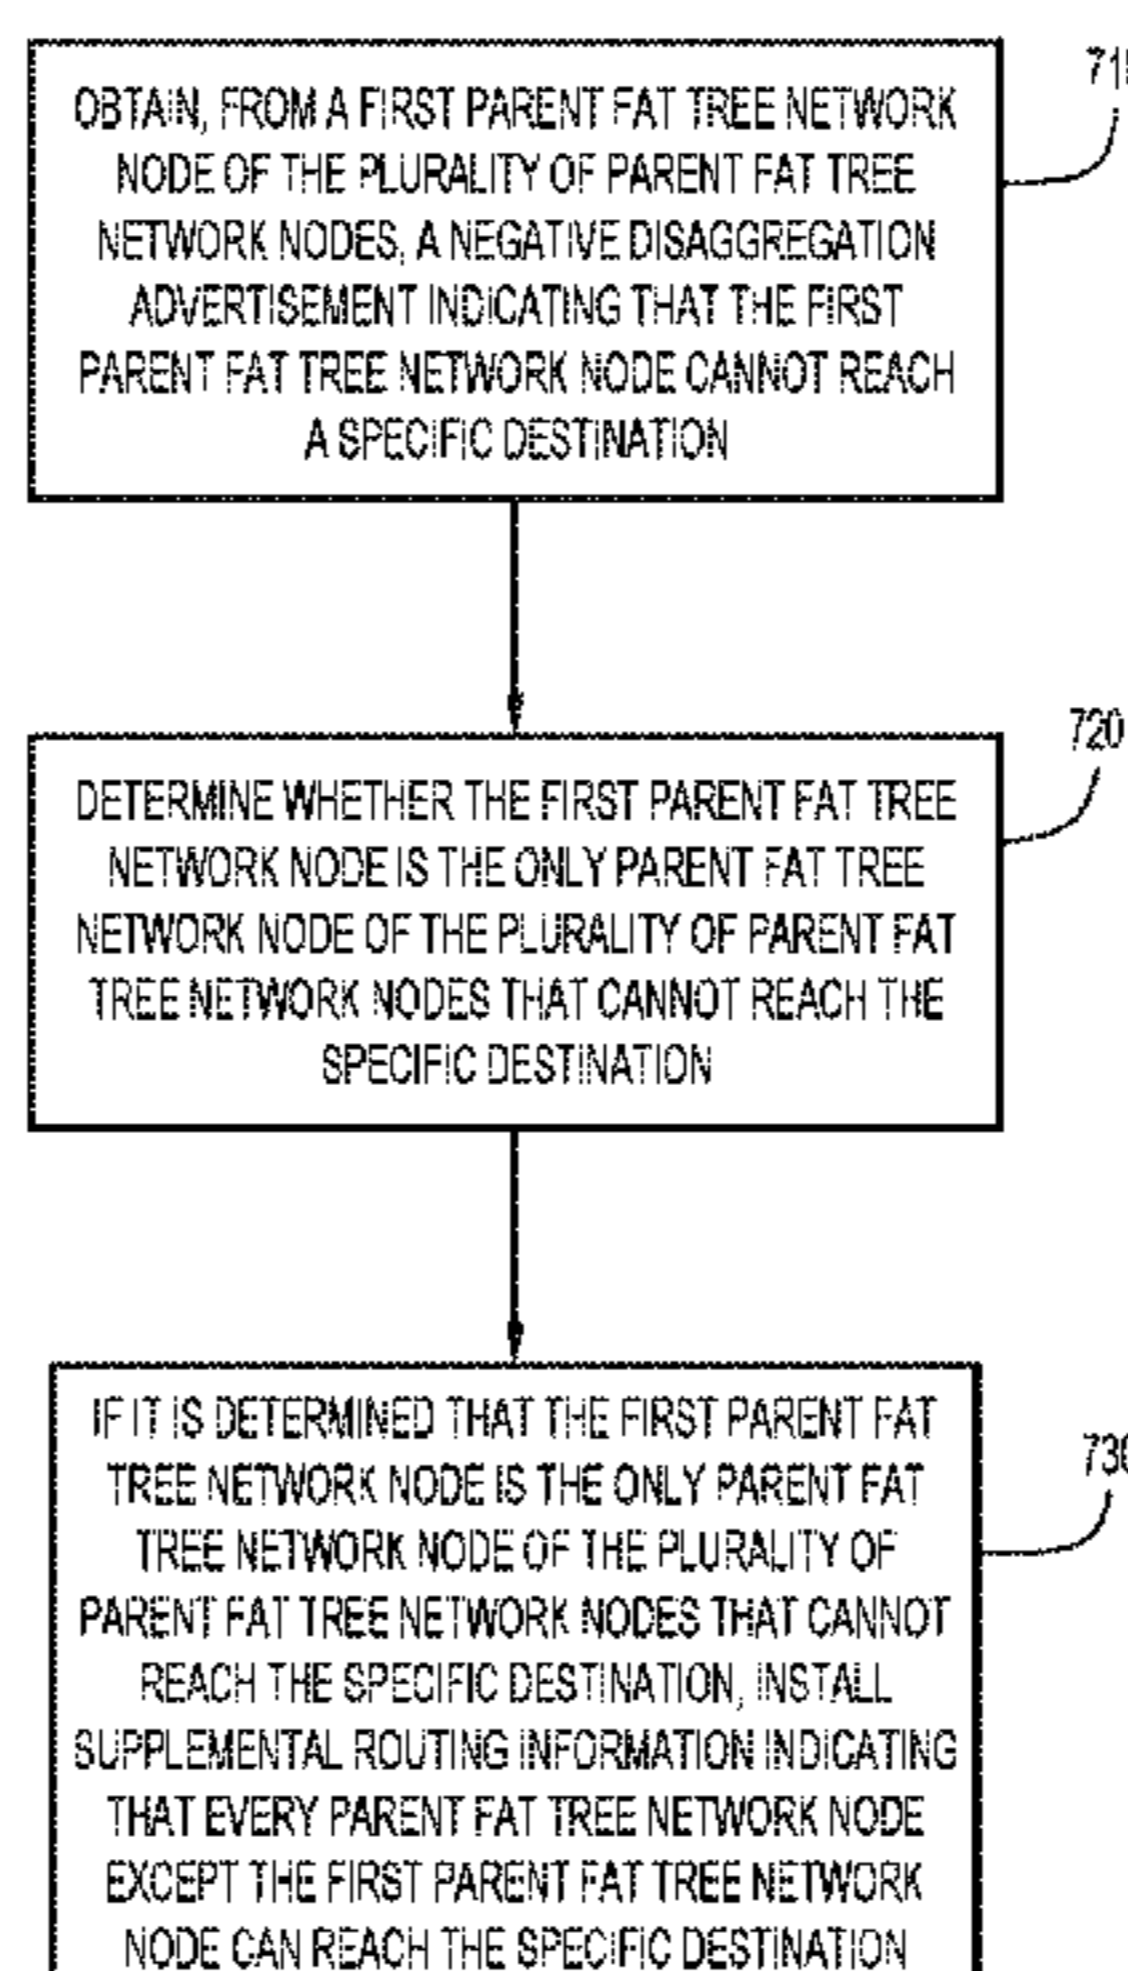 OBTAIN, FROM A FIRST PARENT FAT TREE NETWORK
NODE OF THE PLURALITY OF PARENT FAT TREE
NETWORK NODES, A NEGATIVE DISAGGREGATION
ADVERTISEMENT INDICATING THAT THE FIRST
PARENT FAT TREE NETWORK NODE CANNOT REACH
A SPECIFIC DESTINATION
720
DETERMINE WHETHER THE FIRST PARENT FAT TREE
NETWORK NODE IS THE ONLY PARENT FAT TREE
NETWORK NODE OF THE PLURALITY OF PARENT FAT
TREE NETWORK NODES THAT CANNOT REACH THE
SPECIFIC DESTINATION
730
IF IT IS DETERMINED THAT THE FIRST PARENT FAT
TREE NETWORK NODE IS THE ONLY PARENT FAT
TREE NETWORK NODE OF THE PLURALITY OF
PARENT FAT TREE NETWORK NODES THAT CANNOT
REACH THE SPECIFIC DESTINATION, INSTALL
SUPPLEMENTAL ROUTING INFORMATION INDICATING
THAT EVERY PARENT FAT TREE NETWORK NODE
EXCEPT THE FIRST PARENT FAT TREE NETWORK
NODE CAN REACH THE SPECIFIC DESTINATION